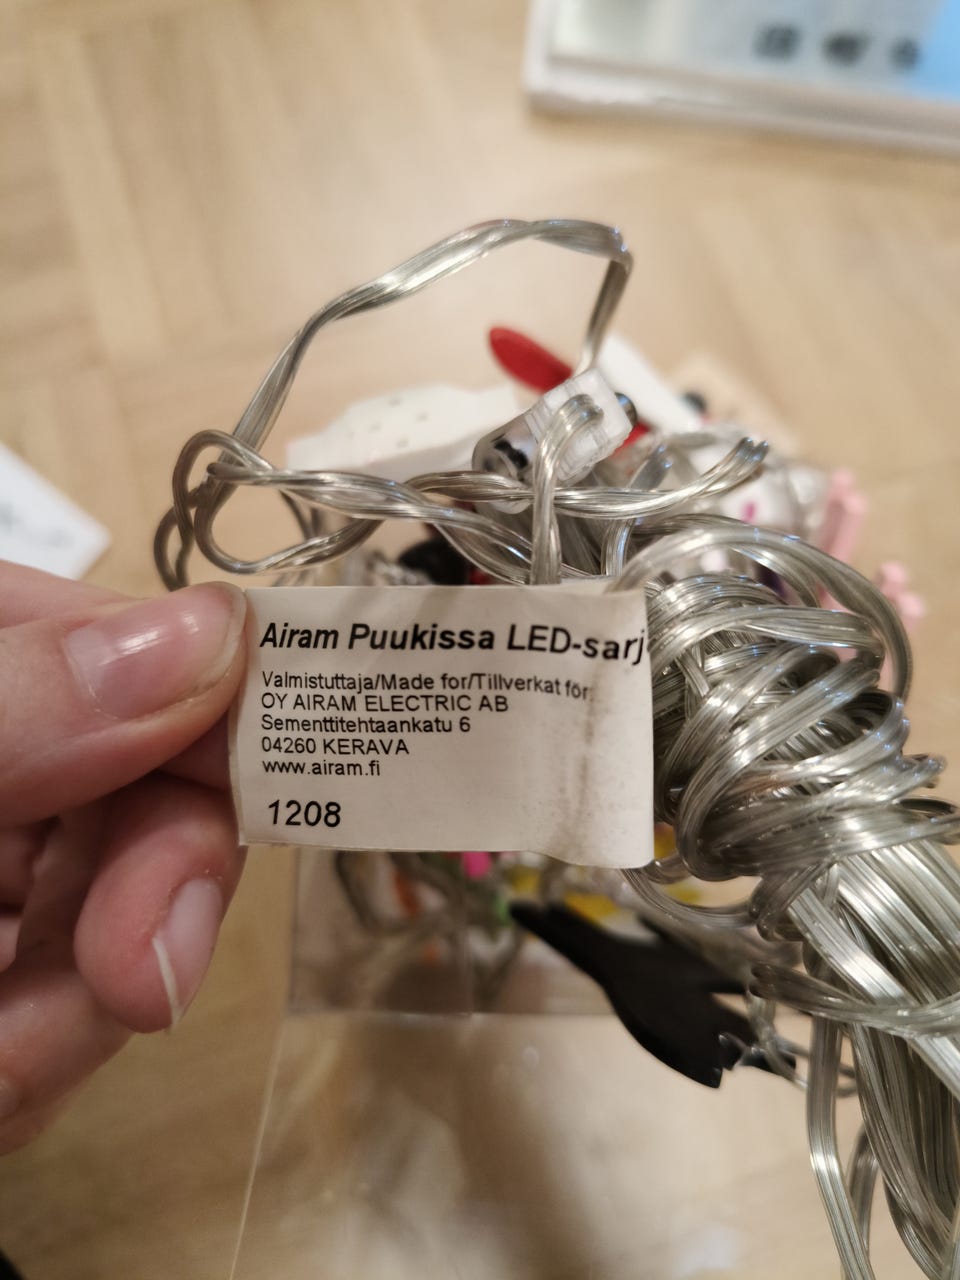 Airam Puukissa LED-sarj
Valmistuttaja/Made for/Tillverkat för:
OY AIRAM ELECTRIC AB
Sementtitehtaankatu 6
04260 KERAVA
www.airam.fi
1208